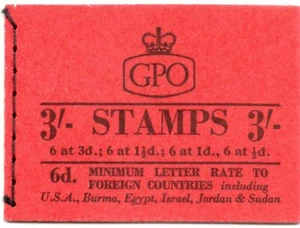 GPO
3/- STAMPS 3/-
6 at 3d.; 6 at 1½d.; 6 at 1d., 6 at ½d.
6d. MINIMUM LETTER RATE TO
FOREIGN COUNTRIES including
U.S.A., Burma, Egypt, Israel, Jordan & Sudan